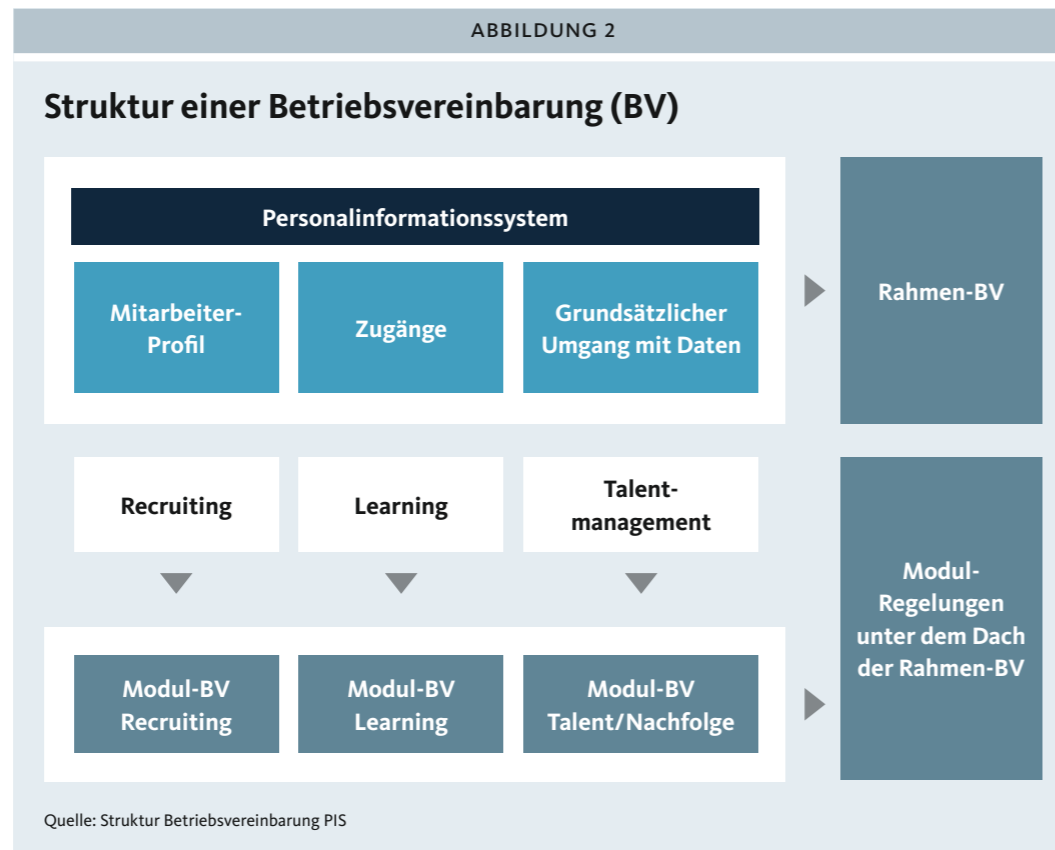 ABBILDUNG 2
Struktur einer Betriebsvereinbarung (BV)
Personalinformationssystem
Mitarbeiter-
Profil
Zugänge
Grundsätzlicher
Umgang mit Daten
Rahmen-BV
Recruiting
Learning
Talent-
management
Modul-BV
Recruiting
Modul-BV
Learning
Modul-BV
Talent/Nachfolge
Modul-
Regelungen
unter dem Dach
der Rahmen-BV
Quelle: Struktur Betriebsvereinbarung PIS